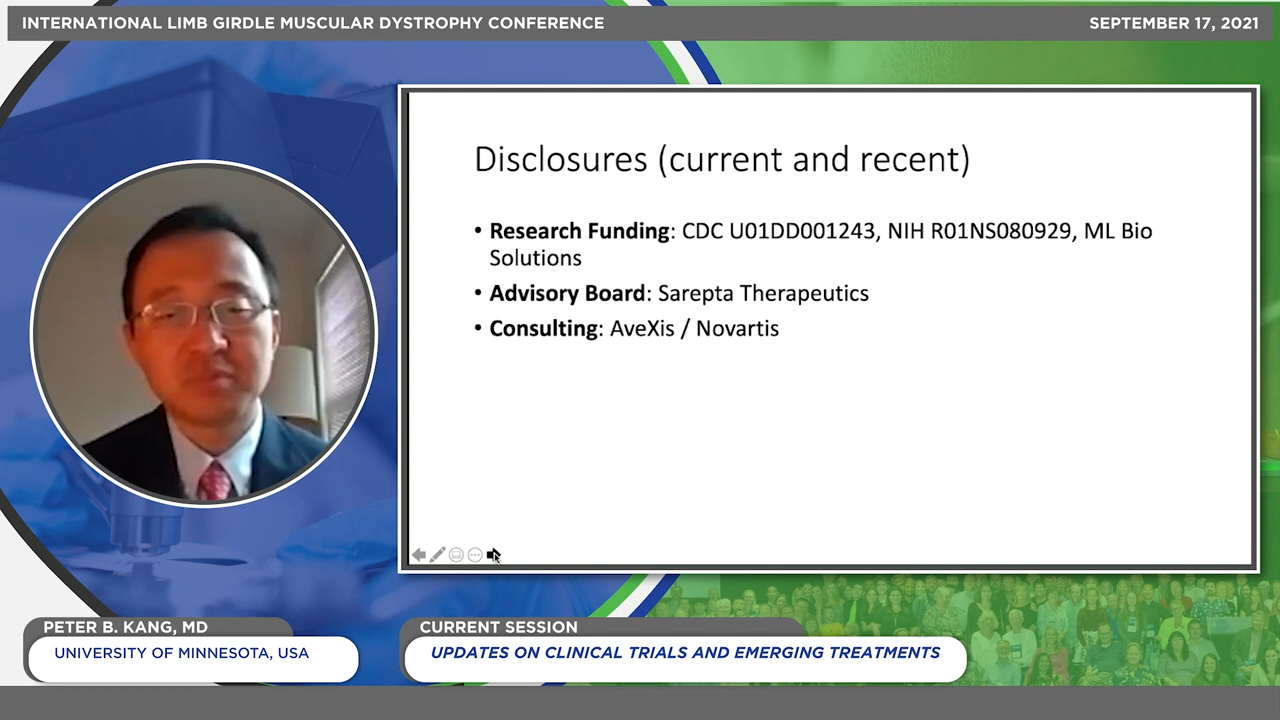 INTERNATIONAL LIMB GIRDLE MUSCULAR DYSTROPHY CONFERENCE
SEPTEMBER 17, 2021
Disclosures (current and recent)
• Research Funding: CDC U01DD001243, NIH R01NS080929, ML Bio
Solutions
• Advisory Board: Sarepta Therapeutics
• Consulting: AveXis / Novartis
PETER B. KANG, MD
UNIVERSITY OF MINNESOTA, USA
CURRENT SESSION
UPDATES ON CLINICAL TRIALS AND EMERGING TREATMENTS